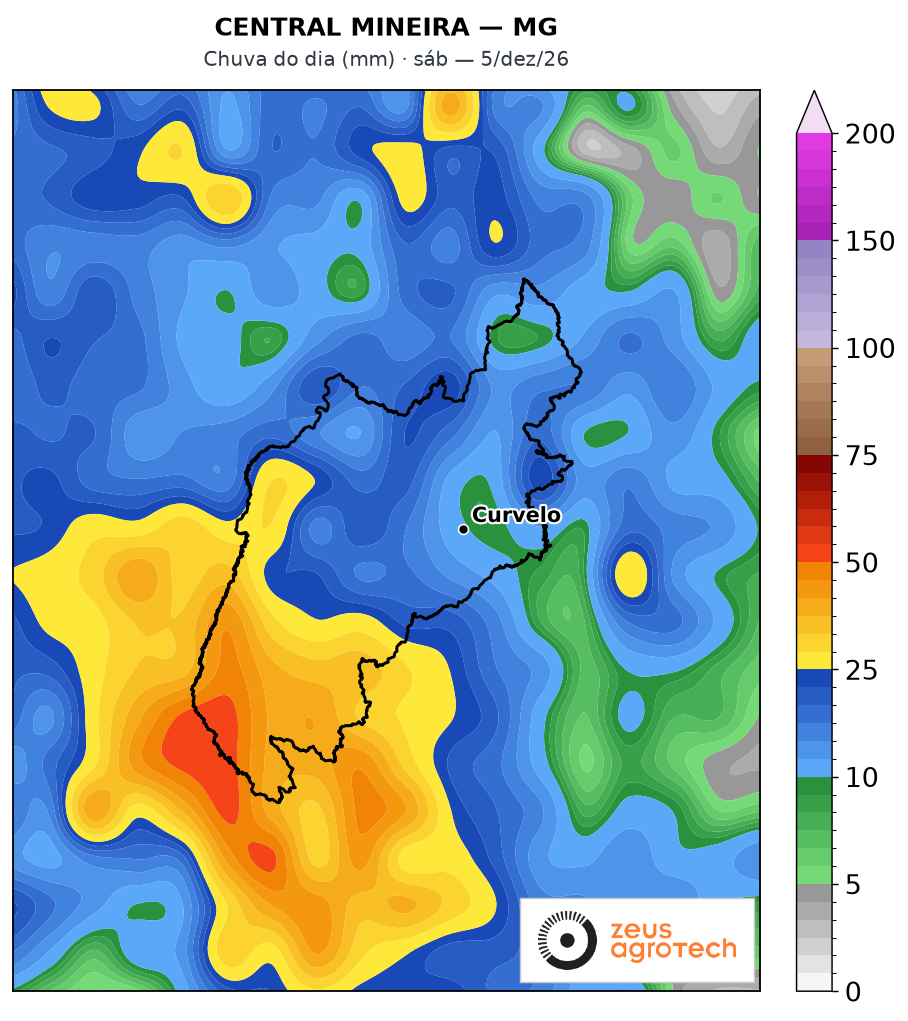 CENTRAL MINEIRA — MG
Chuva do dia (mm) · sáb — 5/dez/26
200
150
100
75
50
25
10
5
0
Curvelo
zeus
agrotech